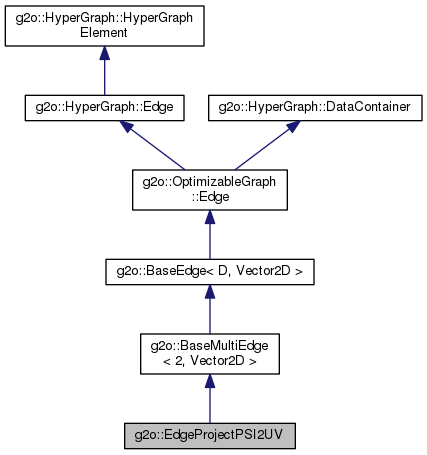 g2o::HyperGraph::HyperGraph
Element
g2o::HyperGraph::Edge
g2o::HyperGraph::DataContainer
g2o::OptimizableGraph
::Edge
g2o::BaseEdge< D, Vector2D >
g2o::BaseMultiEdge
< 2, Vector2D >
g2o::EdgeProjectPSI2UV